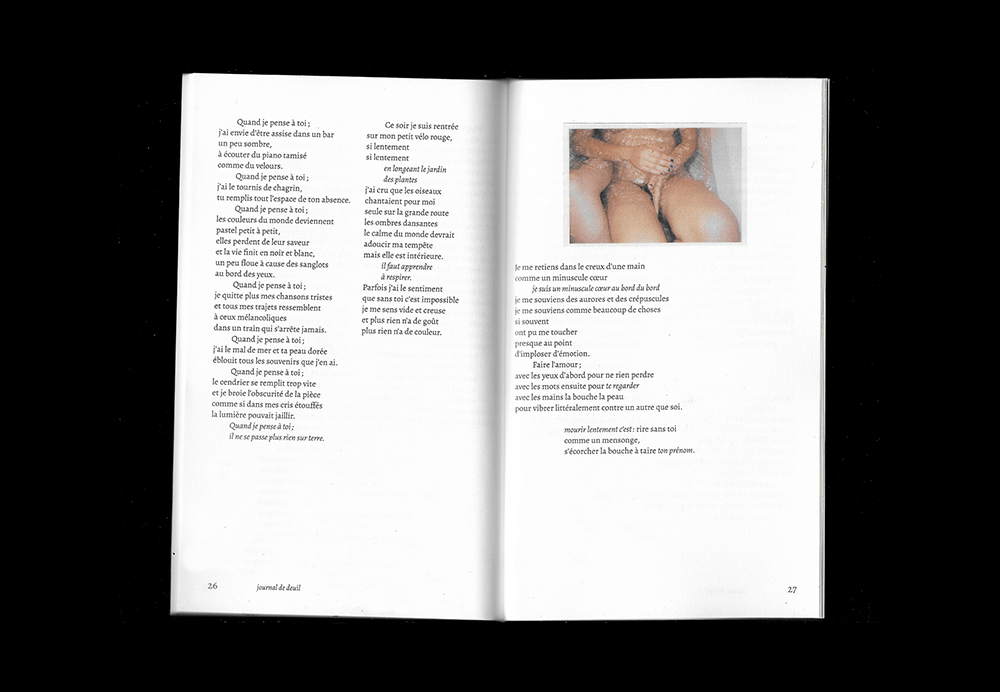 Quand je pense à toi ;
j'ai envie d'être assise dans un bar
un peu sombre,
à écouter du piano tamisé
comme du velours.
Quand je pense à toi ;
j'ai le tournis de chagrin,
tu remplis tout l'espace de ton absence.
Quand je pense à toi ;
les couleurs du monde deviennent
pastel petit à petit,
elles perdent de leur saveur
et la vie finit en noir et blanc,
un peu floue à cause des sanglots
au bord des yeux.
Quand je pense à toi ;
je quitte plus mes chansons tristes
et tous mes trajets ressemblent
à ceux mélancoliques
dans un train qui s'arrête jamais.
Quand je pense à toi ;
j'ai le mal de mer et ta peau dorée
éblouit tous les souvenirs que j'en ai.
Quand je pense à toi ;
le cendrier se remplit trop vite
et je broie l'obscurité de la pièce
comme si dans mes cris étouffés
la lumière pouvait jaillir.
Quand je pense à toi ;
il ne se passe plus rien sur terre.
Ce soir je suis rentrée
sur mon petit vélo rouge,
si lentement
si lentement
en longeant le jardin
des plantes
j'ai cru que les oiseaux
chantaient pour moi
seule sur la grande route
les ombres dansantes
le calme du monde devrait
adoucir ma tempête
mais elle est intérieure.
il faut apprendre
à respirer.
Parfois j'ai le sentiment
que sans toi c'est impossible
je me sens vide et creuse
et plus rien n'a de goût
plus rien n'a de couleur.
26
journal de deuil
Je me retiens dans le creux d'une main
comme un minuscule cœur
je suis un minuscule cœur au bord du bord
je me souviens des aurores et des crépuscules
je me souviens comme beaucoup de choses
si souvent
ont pu me toucher
presque au point
d'imploser d'émotion.
Faire l'amour ;
avec les yeux d'abord pour ne rien perdre
avec les mots ensuite pour te regarder
avec les mains la bouche la peau
pour vibrer littéralement contre un autre que soi.
mourir lentement c'est : rire sans toi
comme un mensonge,
s'écorcher la bouche à taire ton prénom.
27